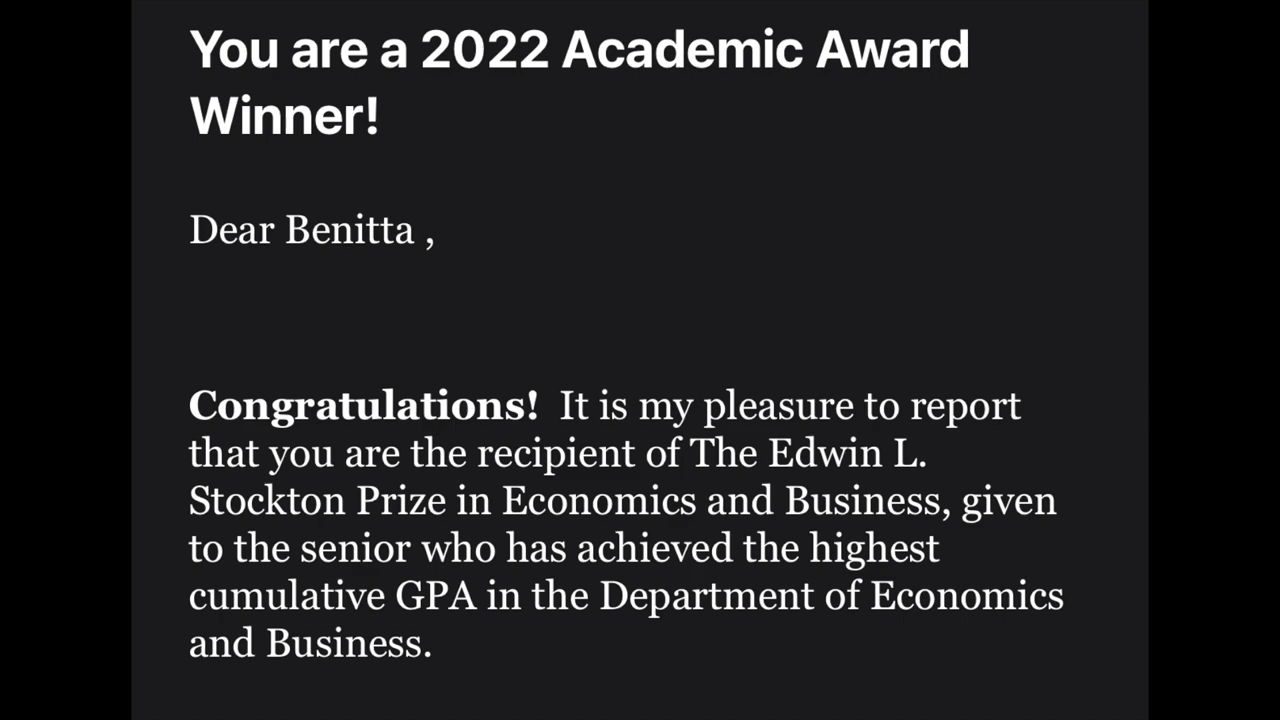 You are a 2022 Academic Award
Winner!
Dear Benitta ,
Congratulations! It is my pleasure to report
that you are the recipient of The Edwin L.
Stockton Prize in Economics and Business, given
to the senior who has achieved the highest
cumulative GPA in the Department of Economics
and Business.